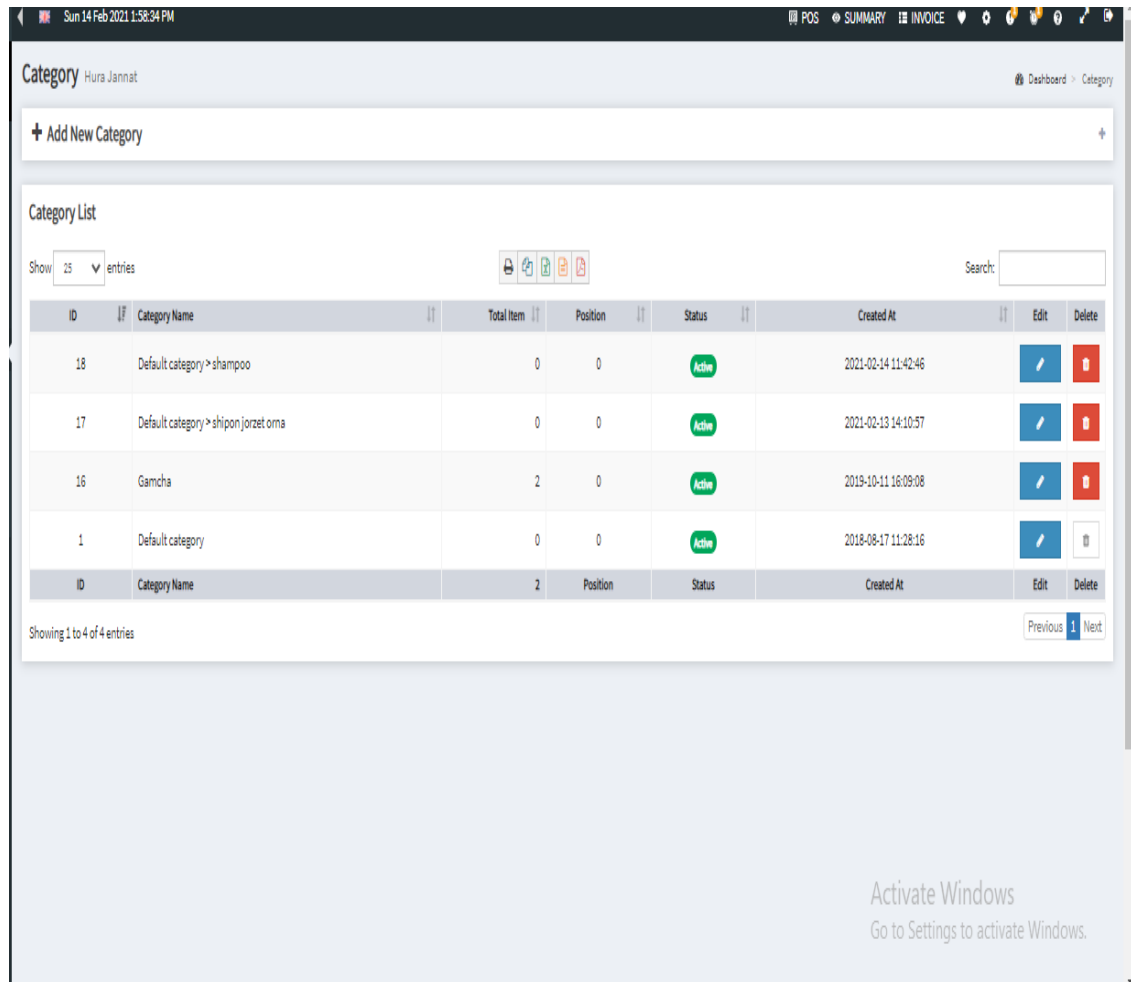 Sun 14 Feb 2021 1:58:34 PM POS SUMMARY INVOICE
Category Hura Jannat Dashboard > Category
+ Add New Category +
Category List
Show 25 entries Search:
ID Category Name Total Item Position Status Created At Edit Delete
18 Default category > shampoo 0 0 Active 2021-02-14 11:42:46
17 Default category > shipon jorzet orna 0 0 Active 2021-02-13 14:10:57
16 Gamcha 2 0 Active 2019-10-11 16:09:08
1 Default category 0 0 Active 2018-08-17 11:28:16
ID Category Name 2 Position Status Created At Edit Delete
Showing 1 to 4 of 4 entries Previous 1 Next
Activate Windows
Go to Settings to activate Windows.